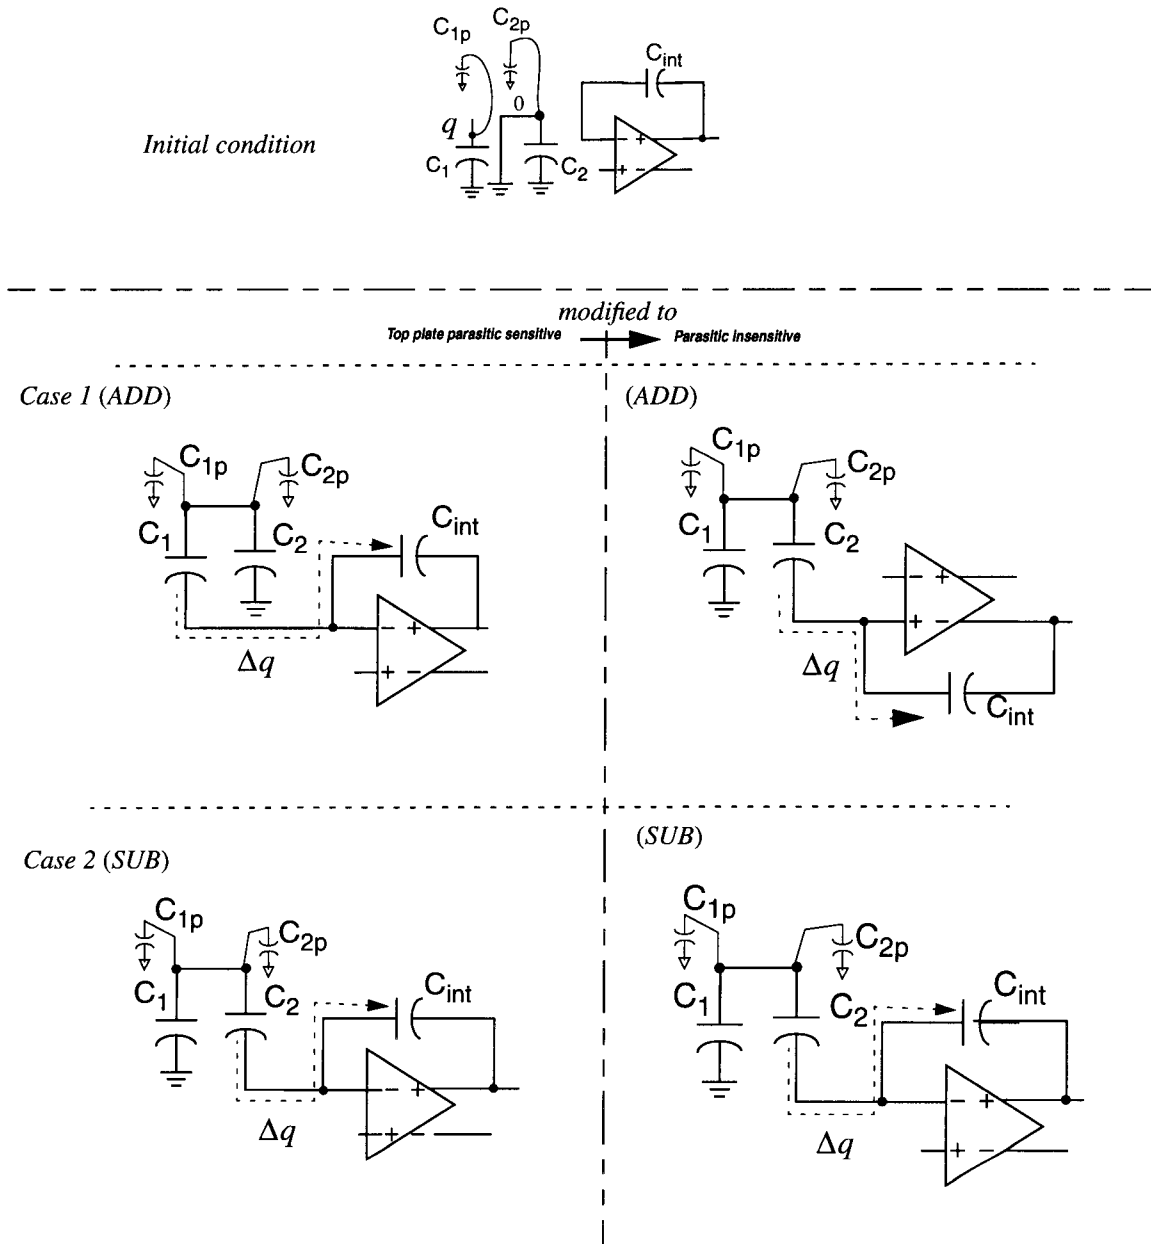 C1p C2p
Cint
0
q
Initial condition
C1 C2
- +
+ -
modified to
Top plate parasitic sensitive Parasitic insensitive
Case 1 (ADD) (ADD)
C1p C2p
C1 C2
Cint
- +
+ -
Δq
C1p C2p
C1 C2
- +
+ -
Δq
Cint
Case 2 (SUB) (SUB)
C1p C2p
C1 C2
Cint
- +
+ -
Δq
C1p C2p
C1 C2
Cint
- +
+ -
Δq